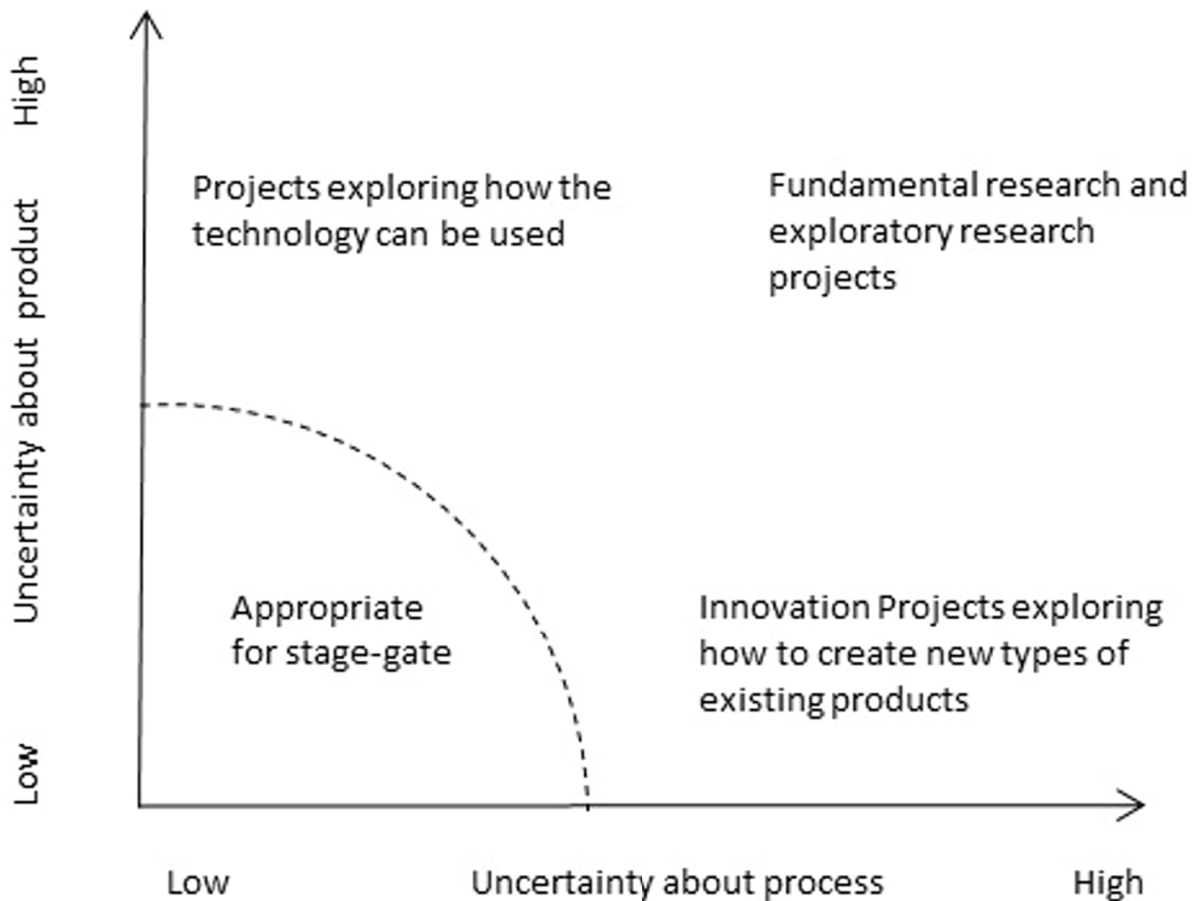 High
Uncertainty about product
Low
Projects exploring how the
technology can be used
Fundamental research and
exploratory research
projects
Appropriate
for stage-gate
Innovation Projects exploring
how to create new types of
existing products
Low
Uncertainty about process
High